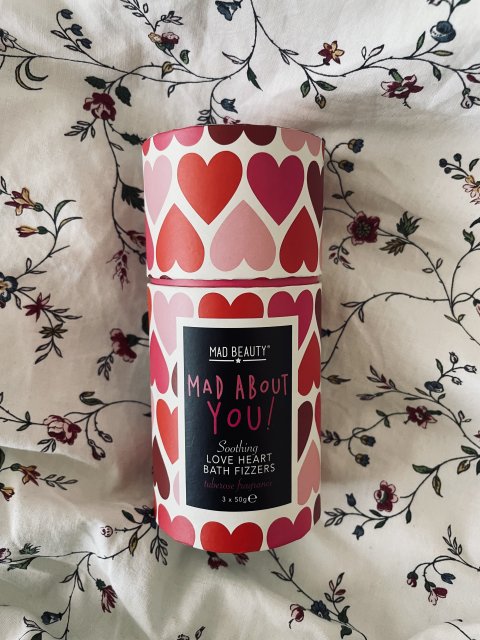 MAD BEAUTY®
MAD ABOUT
YOU!
Soothing
LOVE HEART
BATH FIZZERS
tuberose fragrance
3 x 50g℮